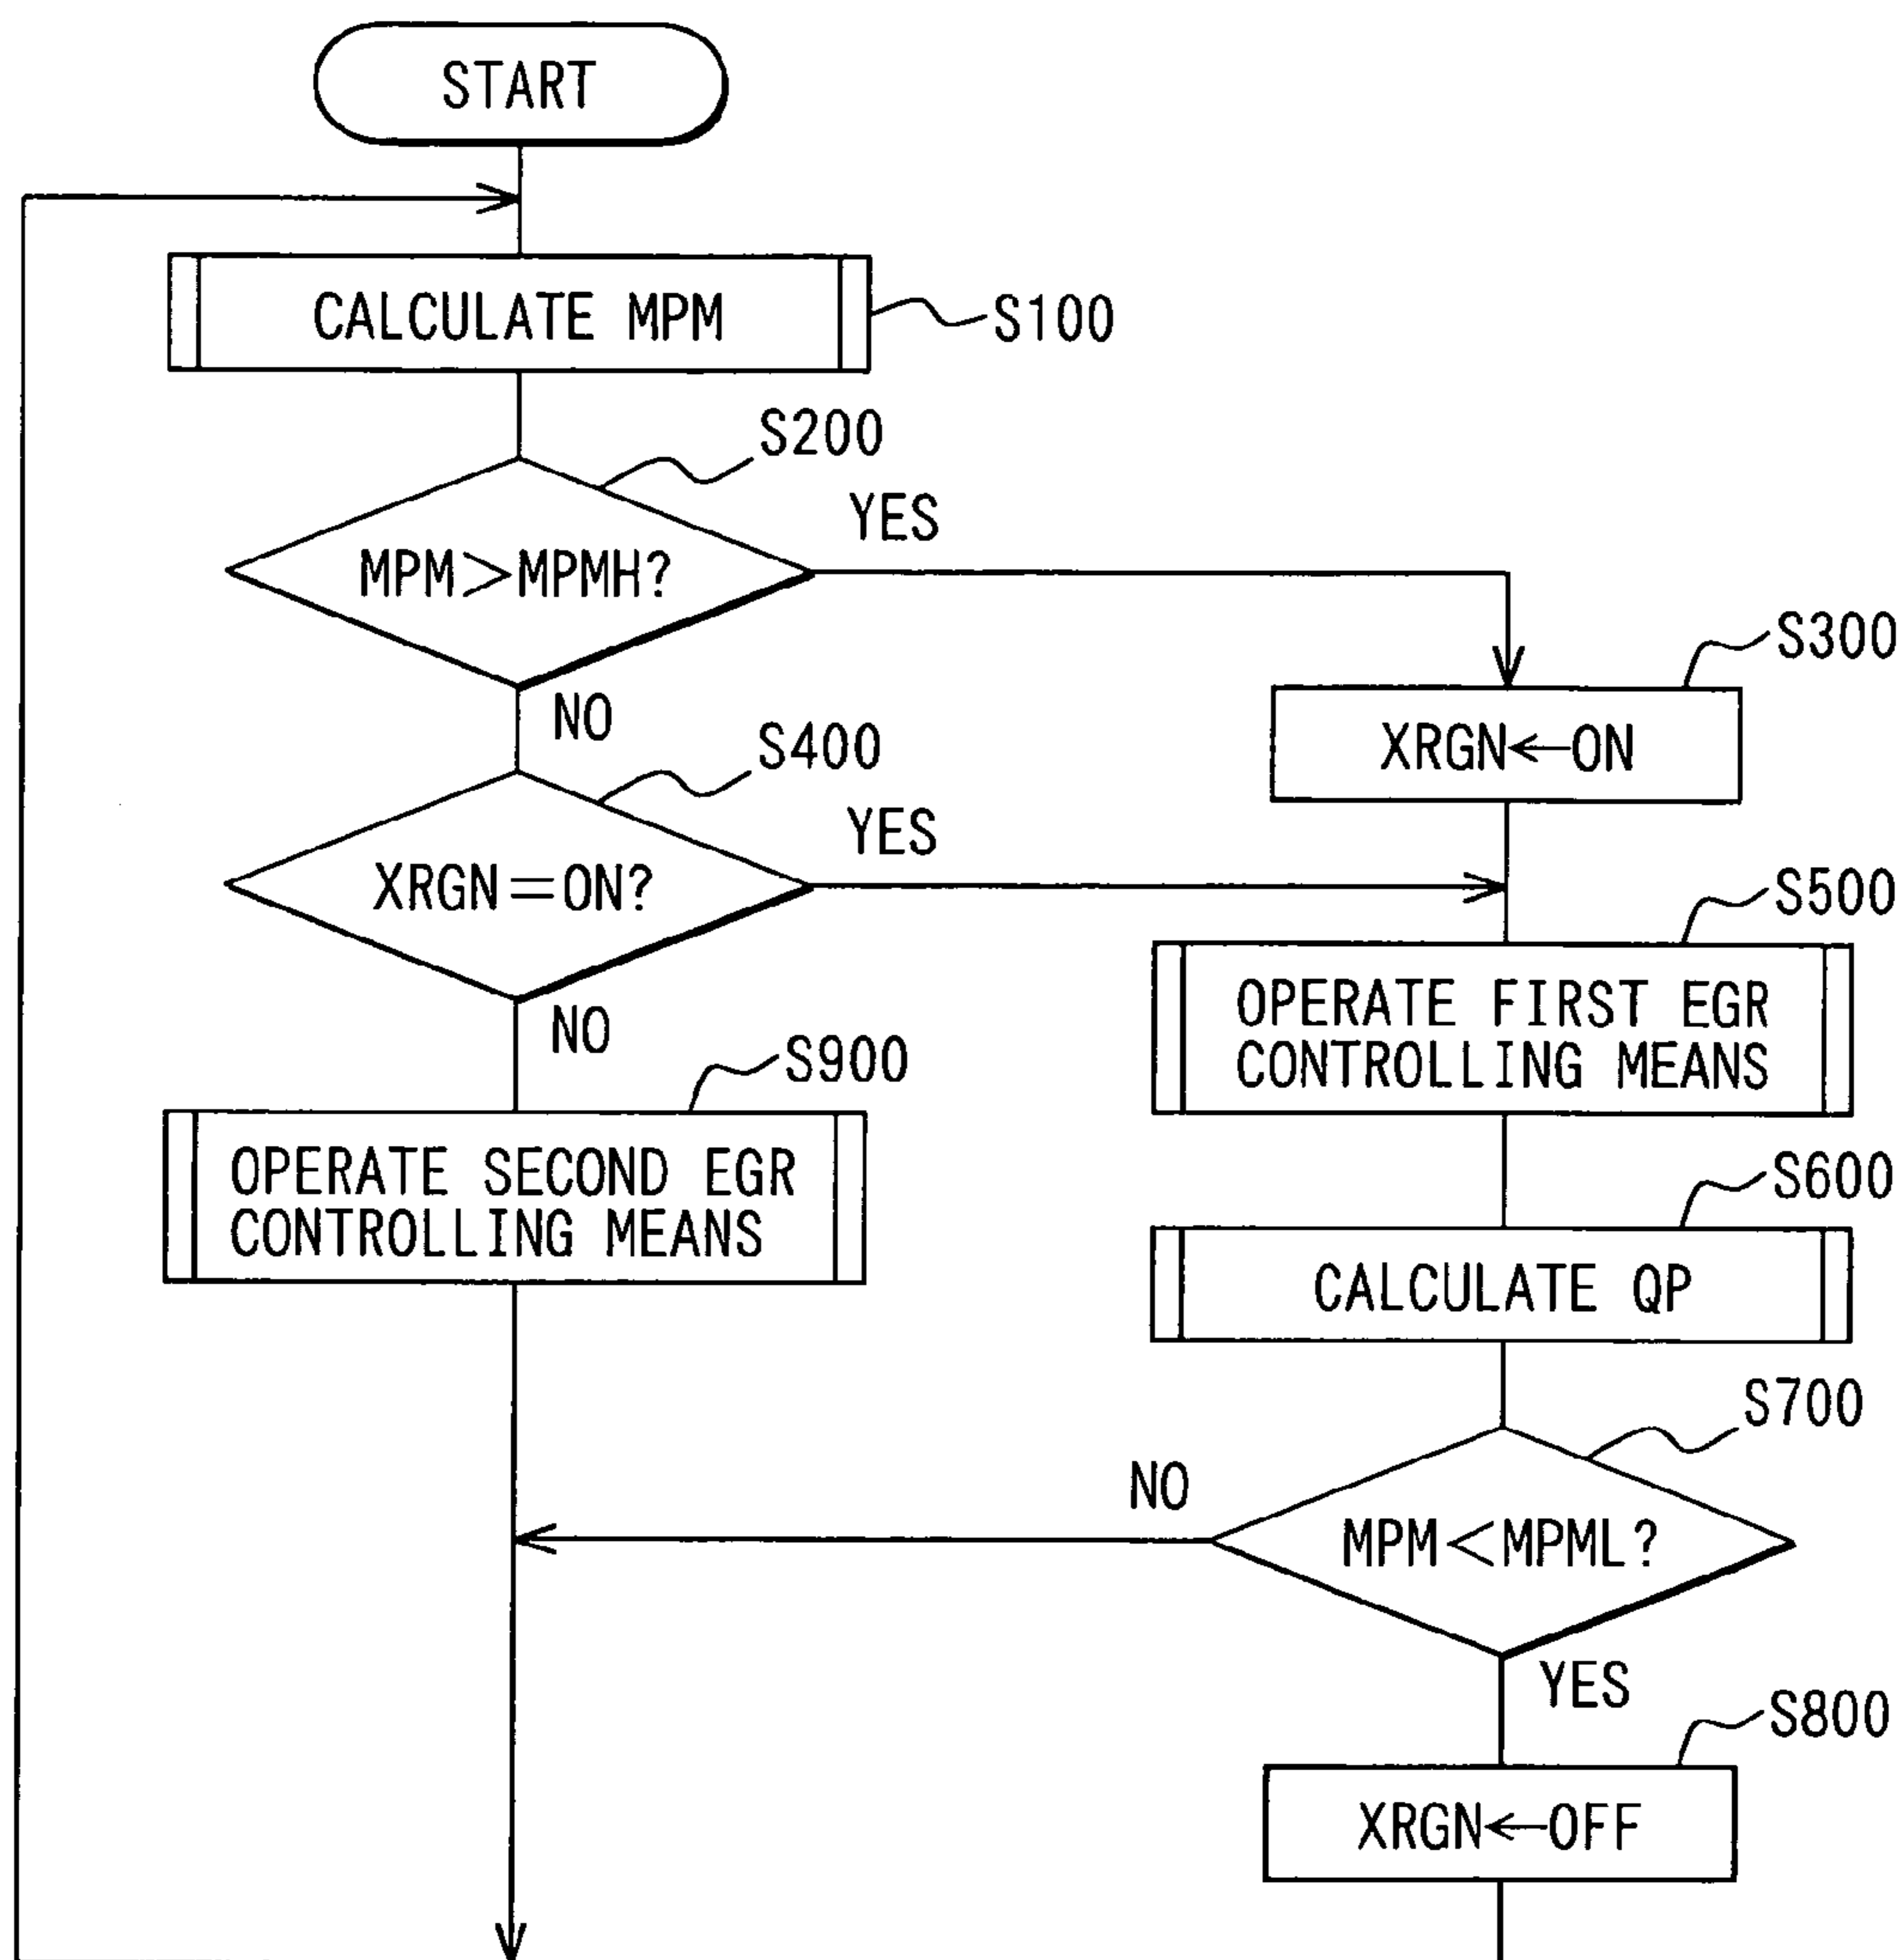 START
CALCULATE MPM
S100
S200
YES
MPM>MPMH?
NO
S300
XRGN←ON
S400
YES
XRGN=ON?
NO
S500
OPERATE FIRST EGR
CONTROLLING MEANS
S900
OPERATE SECOND EGR
CONTROLLING MEANS
S600
CALCULATE QP
S700
NO
MPM<MPML?
YES
S800
XRGN←OFF